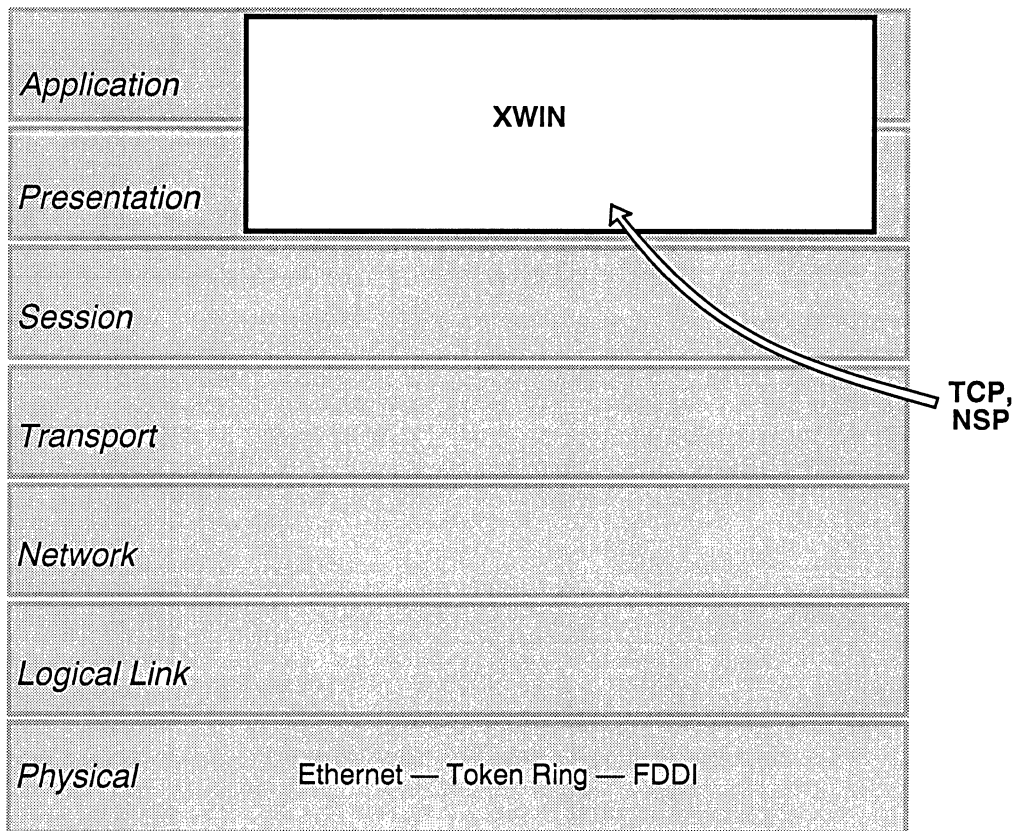 Application
XWIN
Presentation
Session
TCP,
NSP
Transport
Network
Logical Link
Physical
Ethernet — Token Ring — FDDI